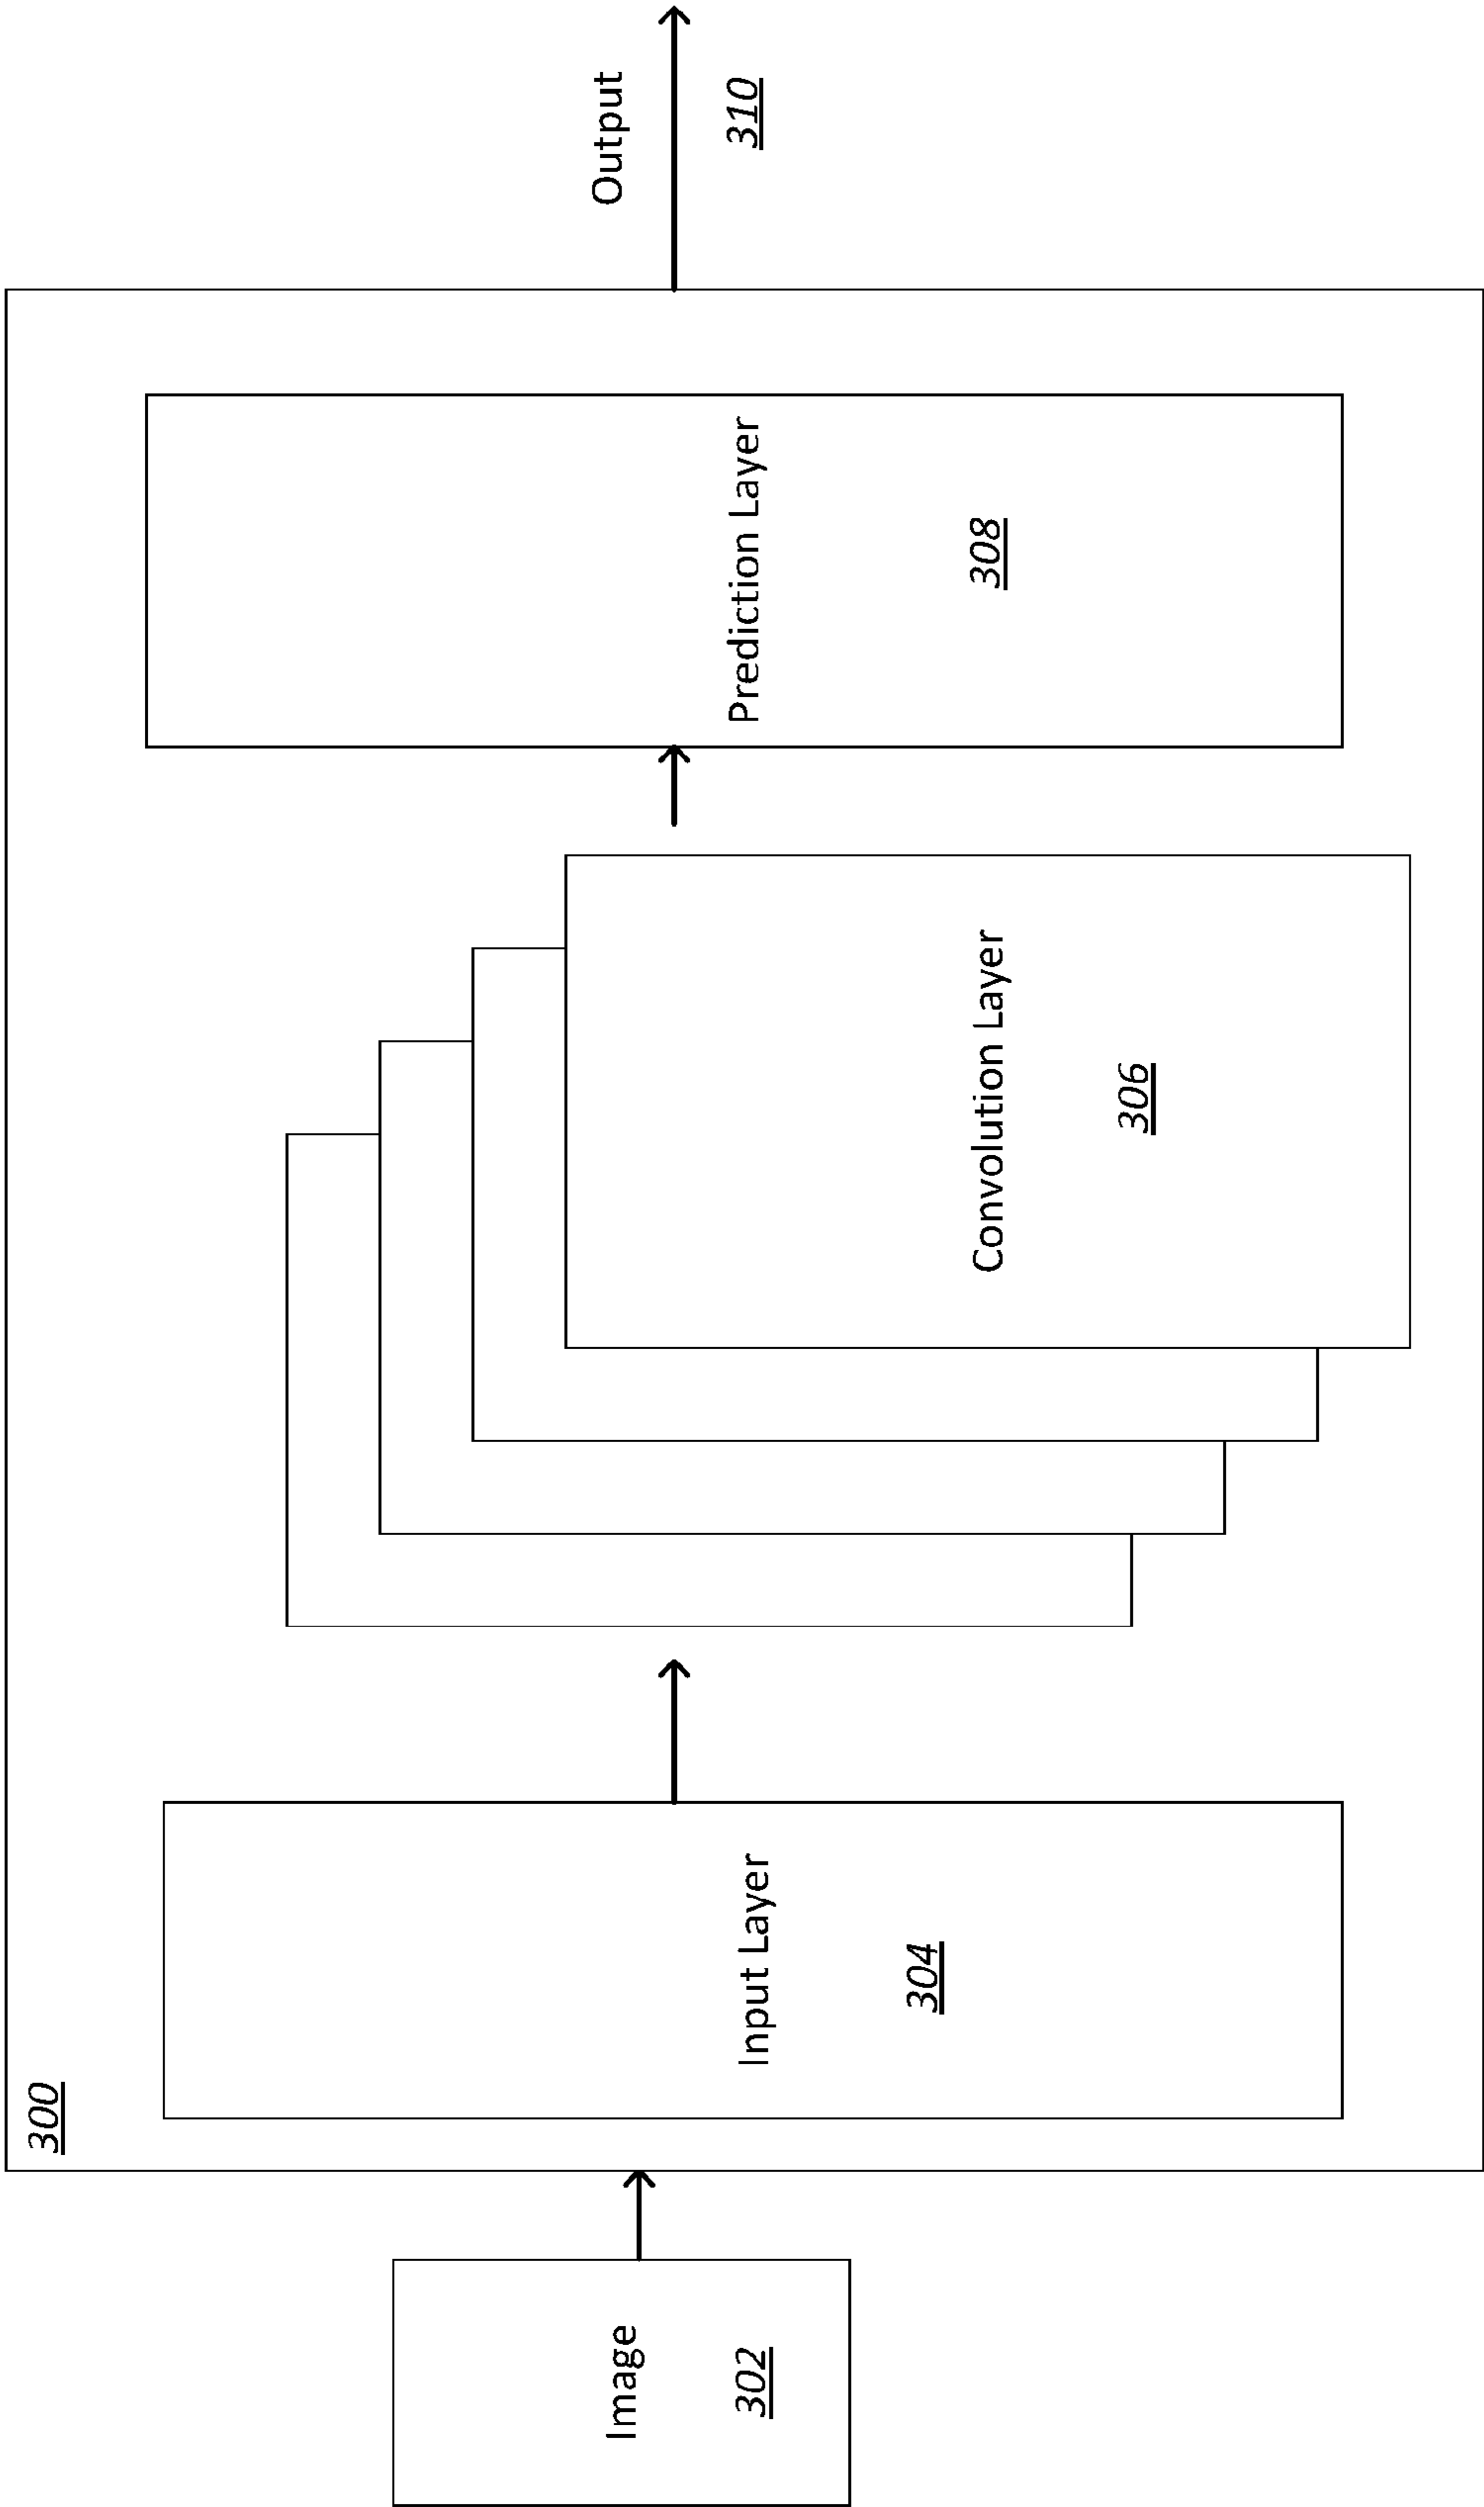 300
Image
302
Input Layer
304
Convolution Layer
306
Prediction Layer
308
Output
310